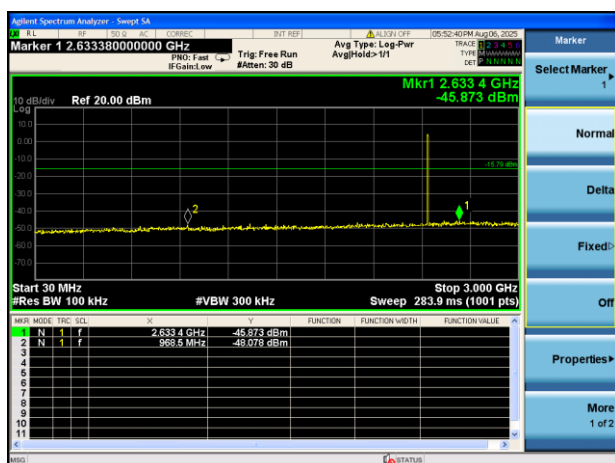 Agilent Spectrum Analyzer - Swept SA
RL RF 50 Ω AC CORREC INT REF ALIGN OFF 05:52:40 PM Aug 06, 2025
Marker 1 2.633380000000 GHz
PNO: Fast
IFGain:Low
Trig: Free Run
#Atten: 30 dB
Avg Type: Log-Pwr
Avg|Hold:> 1/1
TRACE 1 2 3 4 5 6
TYPE M
DET P N N N N N
Mkr1 2.633 4 GHz
-45.873 dBm
10 dB/div
Log
Ref 20.00 dBm
10.0
0.00
-10.0
-15.79 dBm
-20.0
-30.0
-40.0
-50.0
-60.0
-70.0
2
1
Start 30 MHz
Stop 3.000 GHz
#Res BW 100 kHz
#VBW 300 kHz
Sweep 283.9 ms (1001 pts)
MKR MODE TRC SCL X Y FUNCTION FUNCTION WIDTH FUNCTION VALUE
1 N 1 f 2.633 4 GHz -45.873 dBm
2 N 1 f 968.5 MHz -48.078 dBm
3
4
5
6
7
8
9
10
11
MSG
STATUS
Marker
Select Marker
1
Normal
Delta
Fixed
Off
Properties
More
1 of 2